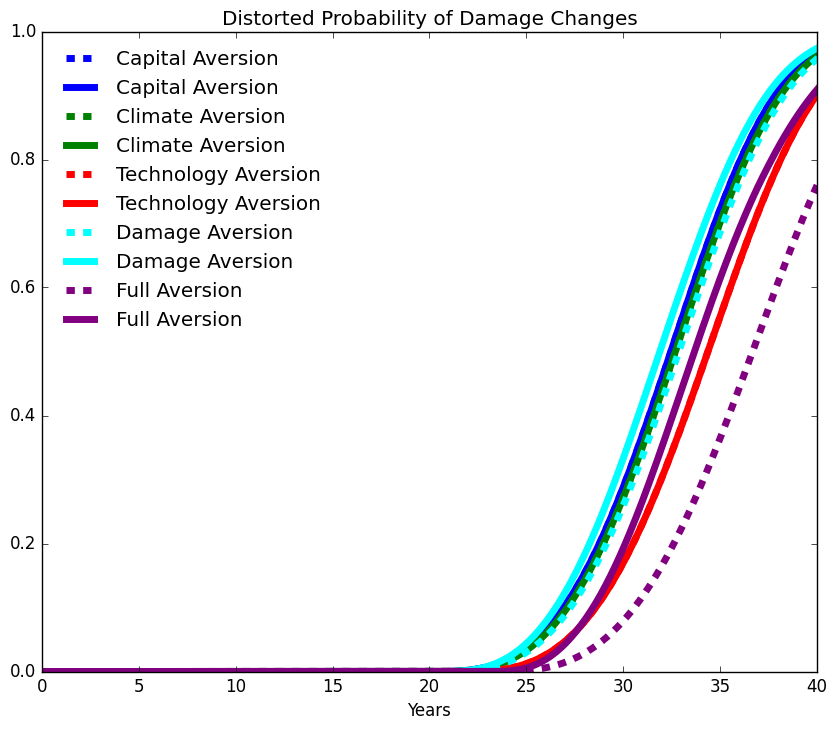 Distorted Probability of Damage Changes
1.0
0.8
0.6
0.4
0.2
0.0
Capital Aversion
Capital Aversion
Climate Aversion
Climate Aversion
Technology Aversion
Technology Aversion
Damage Aversion
Damage Aversion
Full Aversion
Full Aversion
0 5 10 15 20 25 30 35 40
Years